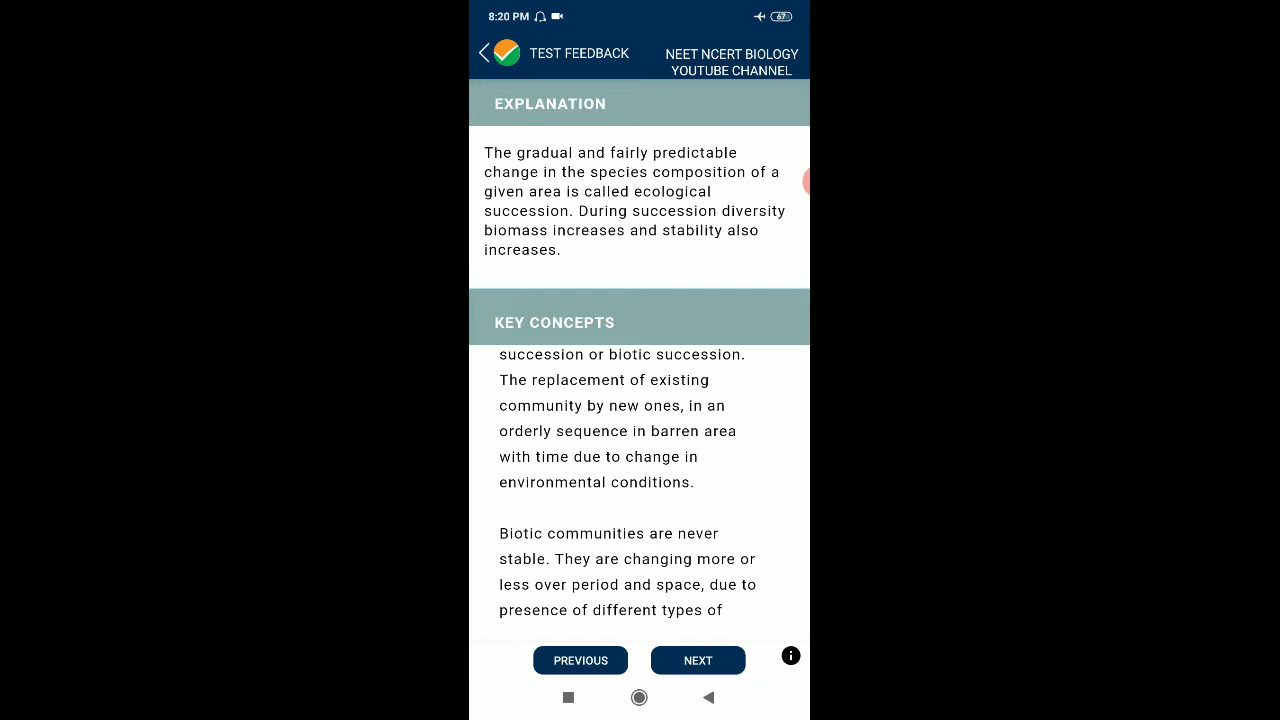 8:20 PM
67
TEST FEEDBACK
NEET NCERT BIOLOGY
YOUTUBE CHANNEL
EXPLANATION
The gradual and fairly predictable
change in the species composition of a
given area is called ecological
succession. During succession diversity
biomass increases and stability also
increases.
KEY CONCEPTS
succession or biotic succession.
The replacement of existing
community by new ones, in an
orderly sequence in barren area
with time due to change in
environmental conditions.
Biotic communities are never
stable. They are changing more or
less over period and space, due to
presence of different types of
PREVIOUS
NEXT